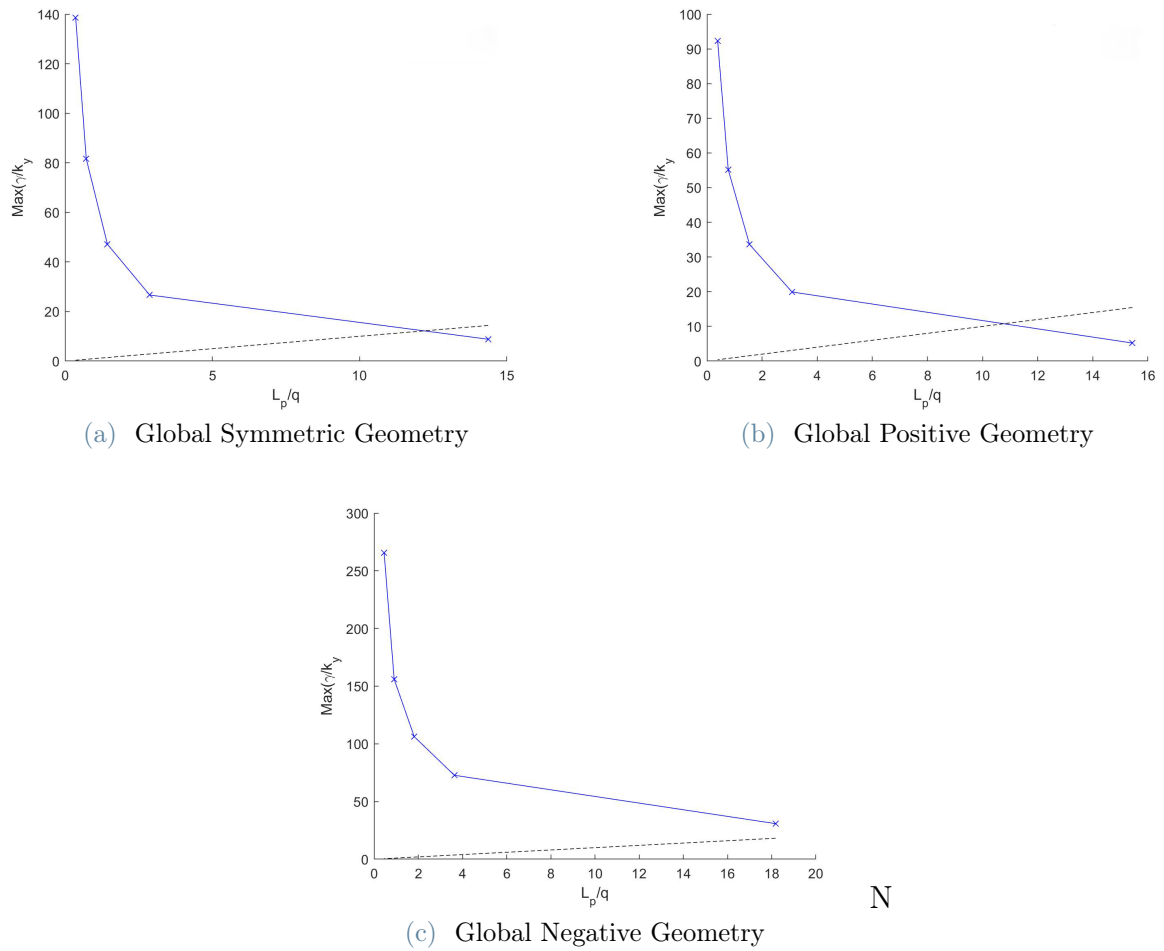 140
120
100
80
60
40
20
0
Max(γ/k_y
0 5 10 15
L_p/q
(a) Global Symmetric Geometry
100
90
80
70
60
50
40
30
20
10
0
Max(γ/k_y
0 2 4 6 8 10 12 14 16
L_p/q
(b) Global Positive Geometry
300
250
200
150
100
50
0
Max(γ/k_y
0 2 4 6 8 10 12 14 16 18 20
L_p/q
N
(c) Global Negative Geometry